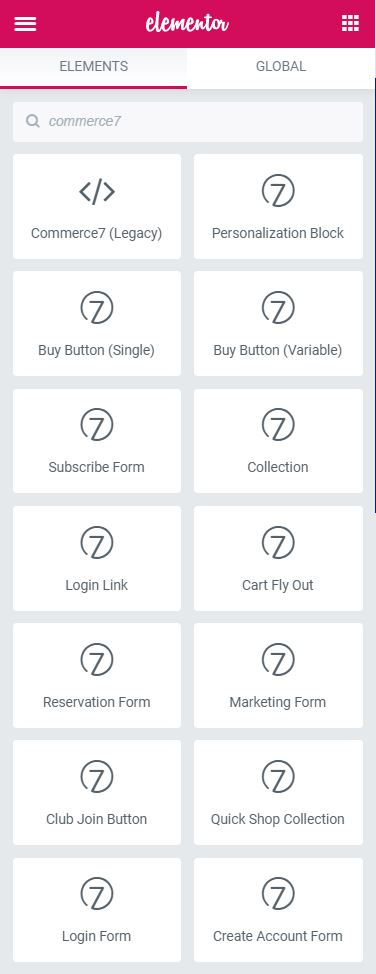 elementor
ELEMENTS GLOBAL
commerce7
Commerce7 (Legacy) Personalization Block
Buy Button (Single) Buy Button (Variable)
Subscribe Form Collection
Login Link Cart Fly Out
Reservation Form Marketing Form
Club Join Button Quick Shop Collection
Login Form Create Account Form